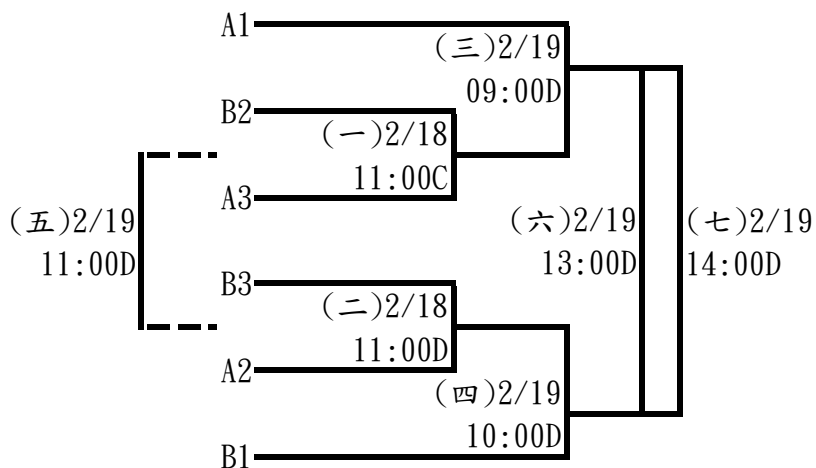 A1
(三)2/19
09:00D
B2
(一)2/18
11:00C
A3
(五)2/19
11:00D
(六)2/19
13:00D
(七)2/19
14:00D
B3
(二)2/18
11:00D
A2
(四)2/19
10:00D
B1